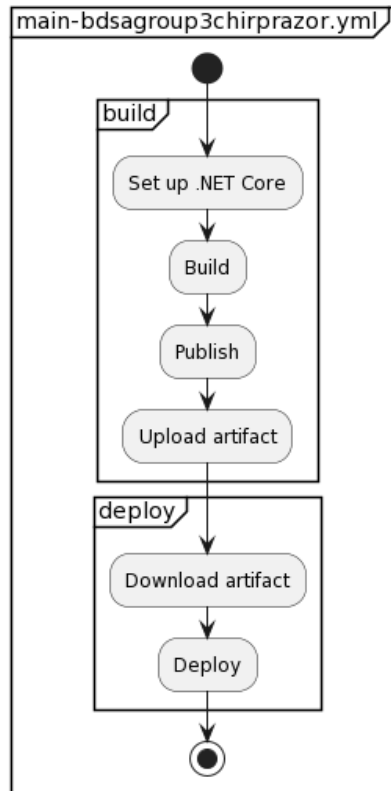 main-bdsagroup3chirprazor.yml
build
Set up .NET Core
Build
Publish
Upload artifact
deploy
Download artifact
Deploy